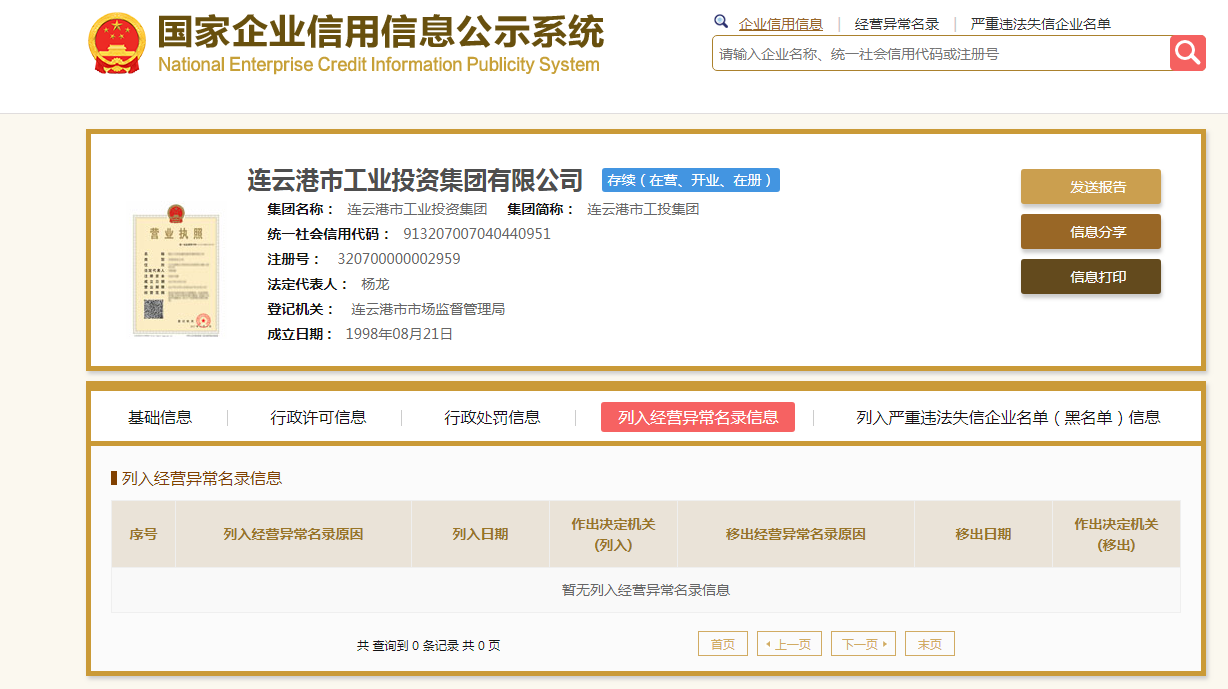 国家企业信用信息公示系统
National Enterprise Credit Information Publicity System
企业信用信息 | 经营异常名录 | 严重违法失信企业名单
请输入企业名称、统一社会信用代码或注册号
连云港市工业投资集团有限公司 存续(在营、开业、在册)
集团名称： 连云港市工业投资集团 集团简称： 连云港市工投集团
统一社会信用代码： 913207007040440951
注册号： 320700000002959
法定代表人： 杨龙
登记机关： 连云港市市场监督管理局
成立日期： 1998年08月21日
营业执照
发送报告
信息分享
信息打印
基础信息 | 行政许可信息 | 行政处罚信息 | 列入经营异常名录信息 | 列入严重违法失信企业名单(黑名单)信息
列入经营异常名录信息
序号 列入经营异常名录原因 列入日期 作出决定机关(列入) 移出经营异常名录原因 移出日期 作出决定机关(移出)
暂无列入经营异常名录信息
共 查询到 0 条记录 共 0 页 首页 上一页 下一页 末页